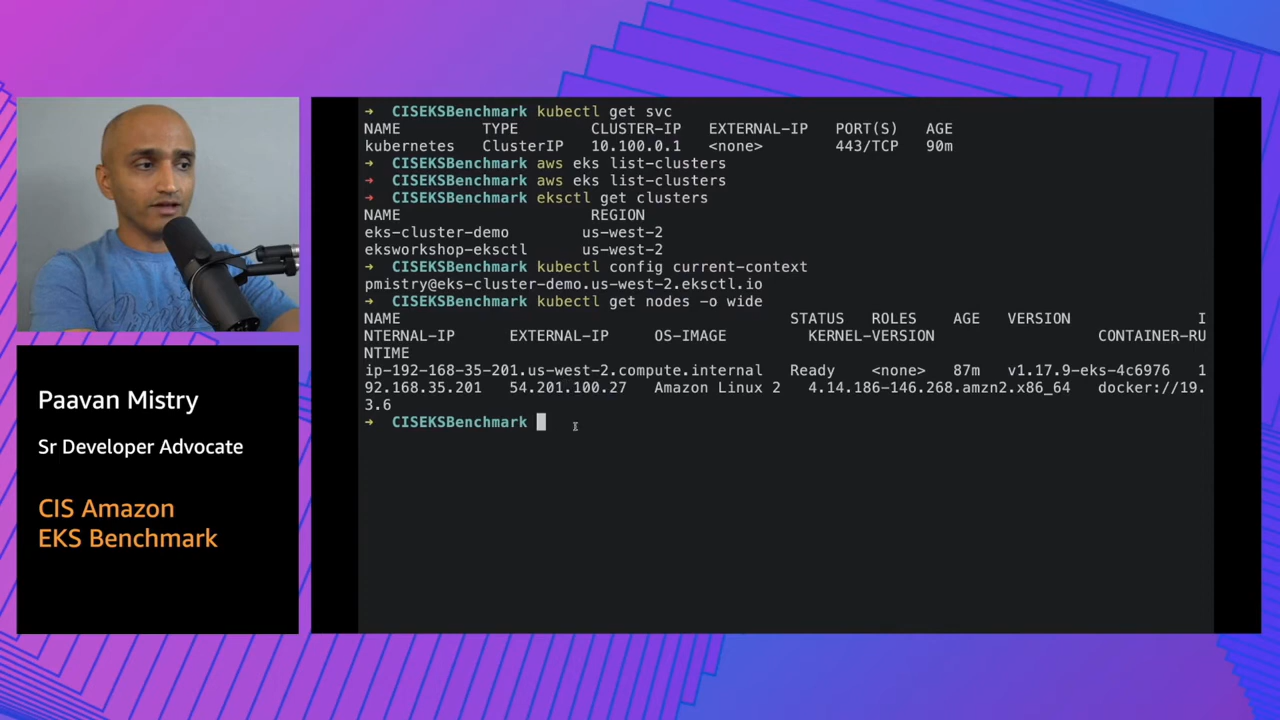 ➜ CISEKSBenchmark kubectl get svc
NAME TYPE CLUSTER-IP EXTERNAL-IP PORT(S) AGE
kubernetes ClusterIP 10.100.0.1 <none> 443/TCP 90m
➜ CISEKSBenchmark aws eks list-clusters
➜ CISEKSBenchmark aws eks list-clusters
➜ CISEKSBenchmark eksctl get clusters
NAME REGION
eks-cluster-demo us-west-2
eksworkshop-eksctl us-west-2
➜ CISEKSBenchmark kubectl config current-context
pmistry@eks-cluster-demo.us-west-2.eksctl.io
➜ CISEKSBenchmark kubectl get nodes -o wide
NAME STATUS ROLES AGE VERSION I
NTERNAL-IP EXTERNAL-IP OS-IMAGE KERNEL-VERSION CONTAINER-RU
NTIME
ip-192-168-35-201.us-west-2.compute.internal Ready <none> 87m v1.17.9-eks-4c6976 1
92.168.35.201 54.201.100.27 Amazon Linux 2 4.14.186-146.268.amzn2.x86_64 docker://19.
3.6
➜ CISEKSBenchmark
Paavan Mistry
Sr Developer Advocate
CIS Amazon
EKS Benchmark